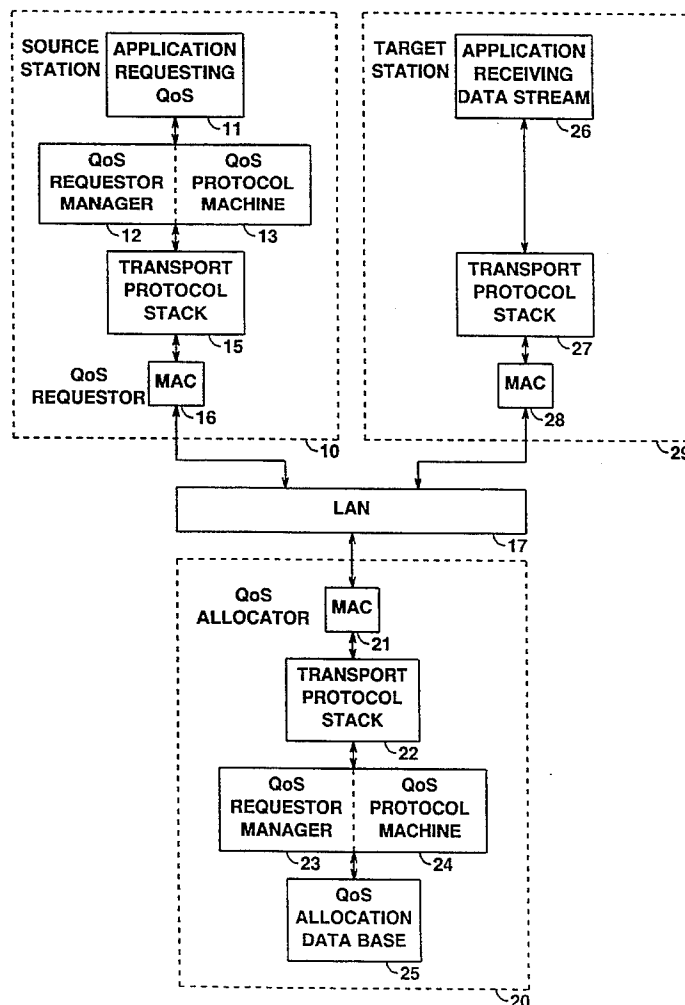 SOURCE
STATION
APPLICATION
REQUESTING
QoS
11
QoS
REQUESTOR
MANAGER
12
QoS
PROTOCOL
MACHINE
13
TRANSPORT
PROTOCOL
STACK
15
QoS
REQUESTOR
MAC
16
10
TARGET
STATION
APPLICATION
RECEIVING
DATA STREAM
26
TRANSPORT
PROTOCOL
STACK
27
MAC
28
29
LAN
17
QoS
ALLOCATOR
MAC
21
TRANSPORT
PROTOCOL
STACK
22
QoS
REQUESTOR
MANAGER
23
QoS
PROTOCOL
MACHINE
24
QoS
ALLOCATION
DATA BASE
25
20